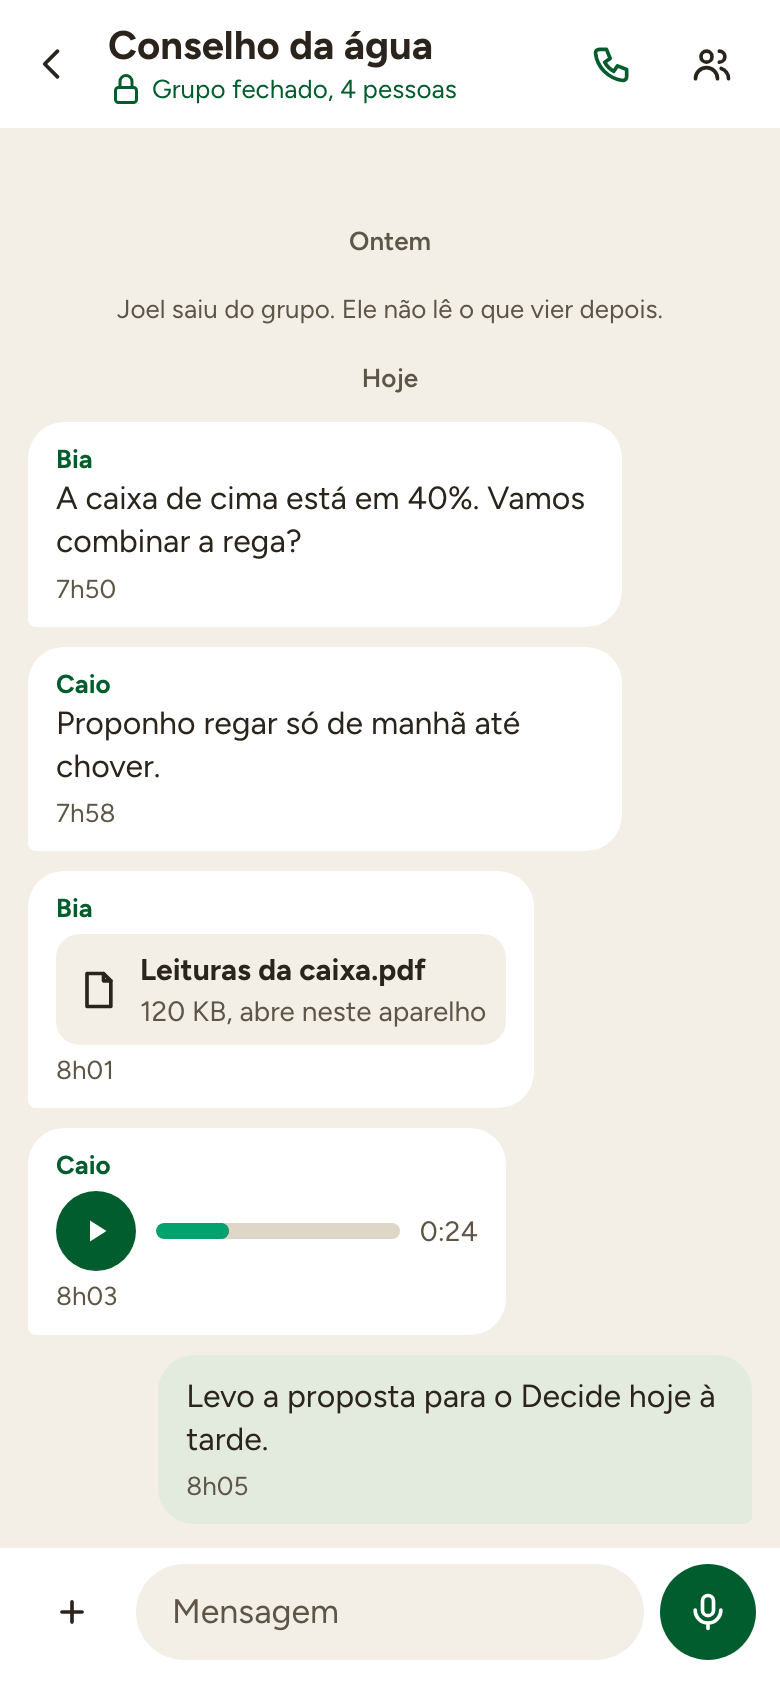 Conselho da água
Grupo fechado, 4 pessoas
Ontem
Joel saiu do grupo. Ele não lê o que vier depois.
Hoje
Bia
A caixa de cima está em 40%. Vamos
combinar a rega?
7h50
Caio
Proponho regar só de manhã até
chover.
7h58
Bia
Leituras da caixa.pdf
120 KB, abre neste aparelho
8h01
Caio
0:24
8h03
Levo a proposta para o Decide hoje à
tarde.
8h05
Mensagem